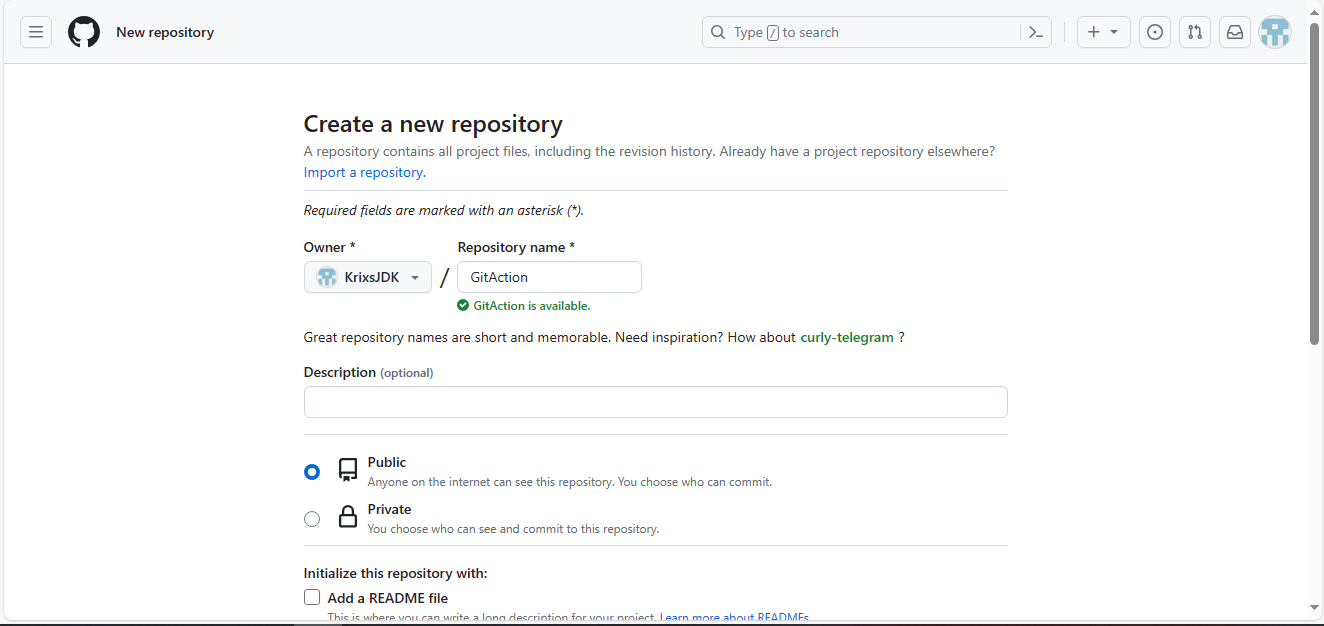 New repository
Type / to search
Create a new repository
A repository contains all project files, including the revision history. Already have a project repository elsewhere?
Import a repository.
Required fields are marked with an asterisk (*).
Owner *
Repository name *
KrixsJDK
/
GitAction
GitAction is available.
Great repository names are short and memorable. Need inspiration? How about curly-telegram ?
Description (optional)
Public
Anyone on the internet can see this repository. You choose who can commit.
Private
You choose who can see and commit to this repository.
Initialize this repository with:
Add a README file
This is where you can write a long description for your project. Learn more about READMEs.